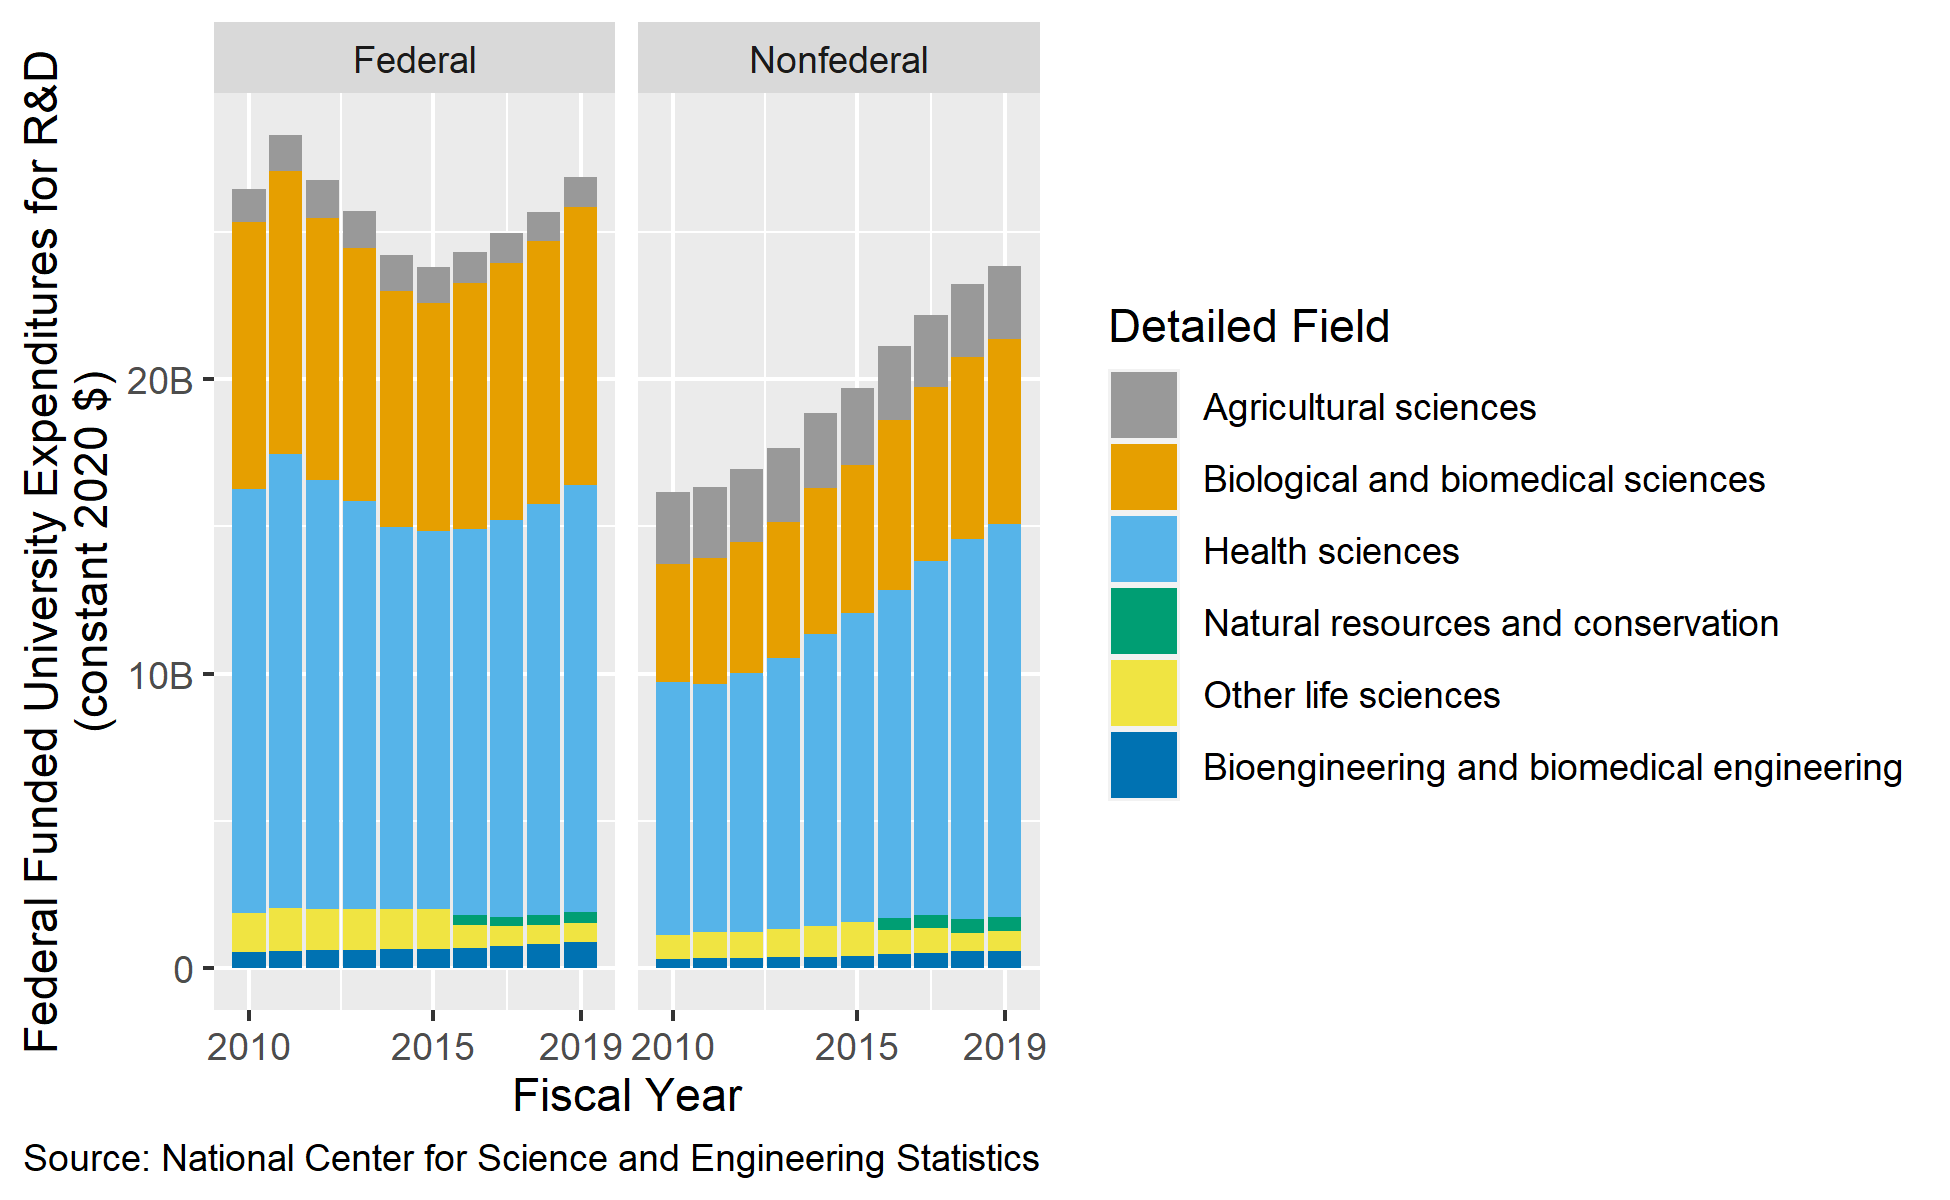 Federal Funded University Expenditures for R&D
(constant 2020 $)
Federal
Nonfederal
20B
10B
0
2010
2015
2019
2010
2015
2019
Fiscal Year
Detailed Field
Agricultural sciences
Biological and biomedical sciences
Health sciences
Natural resources and conservation
Other life sciences
Bioengineering and biomedical engineering
Source: National Center for Science and Engineering Statistics